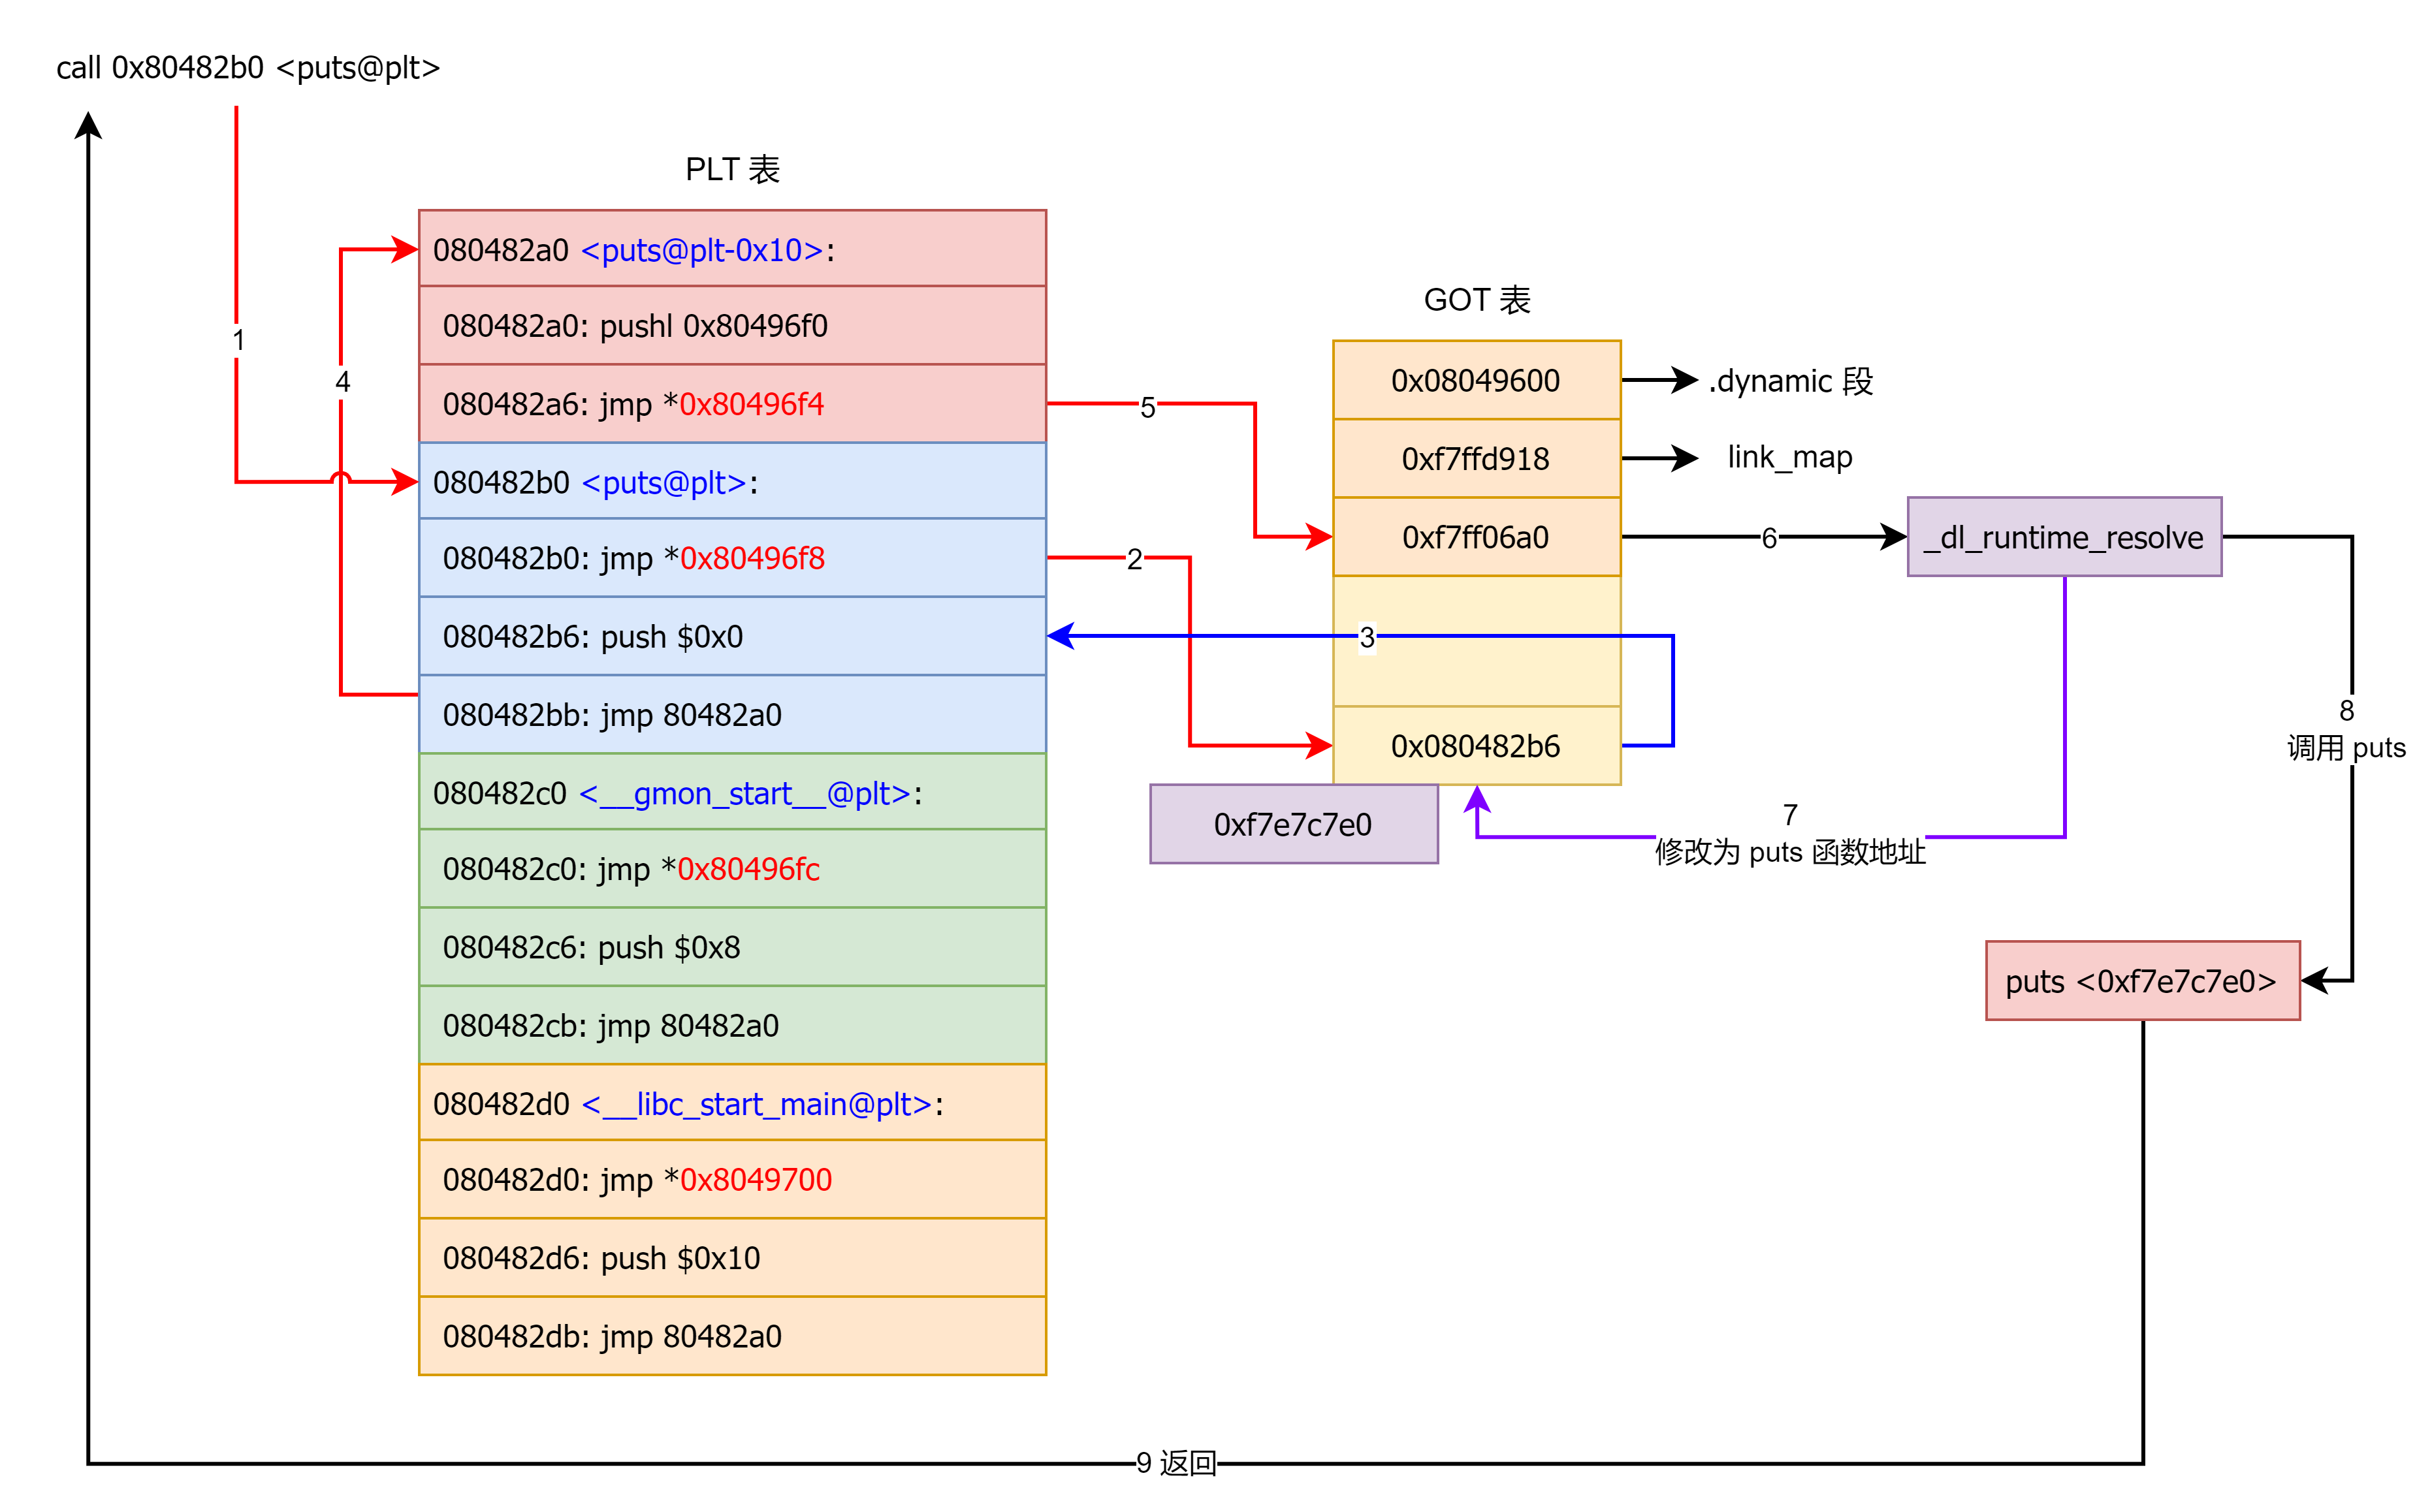 call 0x80482b0 <puts@plt>
PLT 表
080482a0 <puts@plt-0x10>:
080482a0: pushl 0x80496f0
080482a6: jmp *0x80496f4
080482b0 <puts@plt>:
080482b0: jmp *0x80496f8
080482b6: push $0x0
080482bb: jmp 80482a0
080482c0 <__gmon_start__@plt>:
080482c0: jmp *0x80496fc
080482c6: push $0x8
080482cb: jmp 80482a0
080482d0 <__libc_start_main@plt>:
080482d0: jmp *0x8049700
080482d6: push $0x10
080482db: jmp 80482a0
1
4
5
2
3
GOT 表
0x08049600
0xf7ffd918
0xf7ff06a0
0x080482b6
0xf7e7c7e0
.dynamic 段
link_map
6
_dl_runtime_resolve
7
修改为 puts 函数地址
8
调用 puts
puts <0xf7e7c7e0>
9 返回